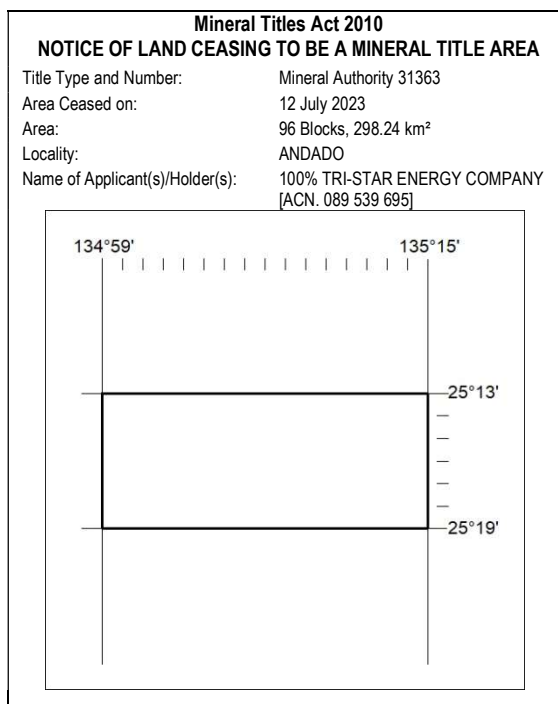 Mineral Titles Act 2010
NOTICE OF LAND CEASING TO BE A MINERAL TITLE AREA
Title Type and Number: Mineral Authority 31363
Area Ceased on: 12 July 2023
Area: 96 Blocks, 298.24 km²
Locality: ANDADO
Name of Applicant(s)/Holder(s): 100% TRI-STAR ENERGY COMPANY
[ACN. 089 539 695]
134°59' 135°15'
25°13'
25°19'